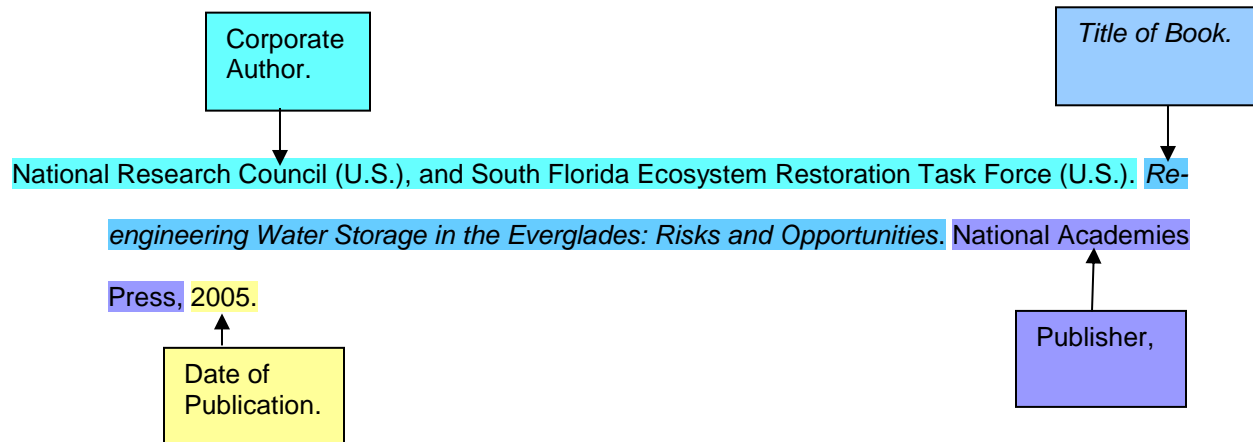 Corporate
Author.
Title of Book.
National Research Council (U.S.), and South Florida Ecosystem Restoration Task Force (U.S.). Re-
engineering Water Storage in the Everglades: Risks and Opportunities. National Academies
Press, 2005.
Publisher,
Date of
Publication.